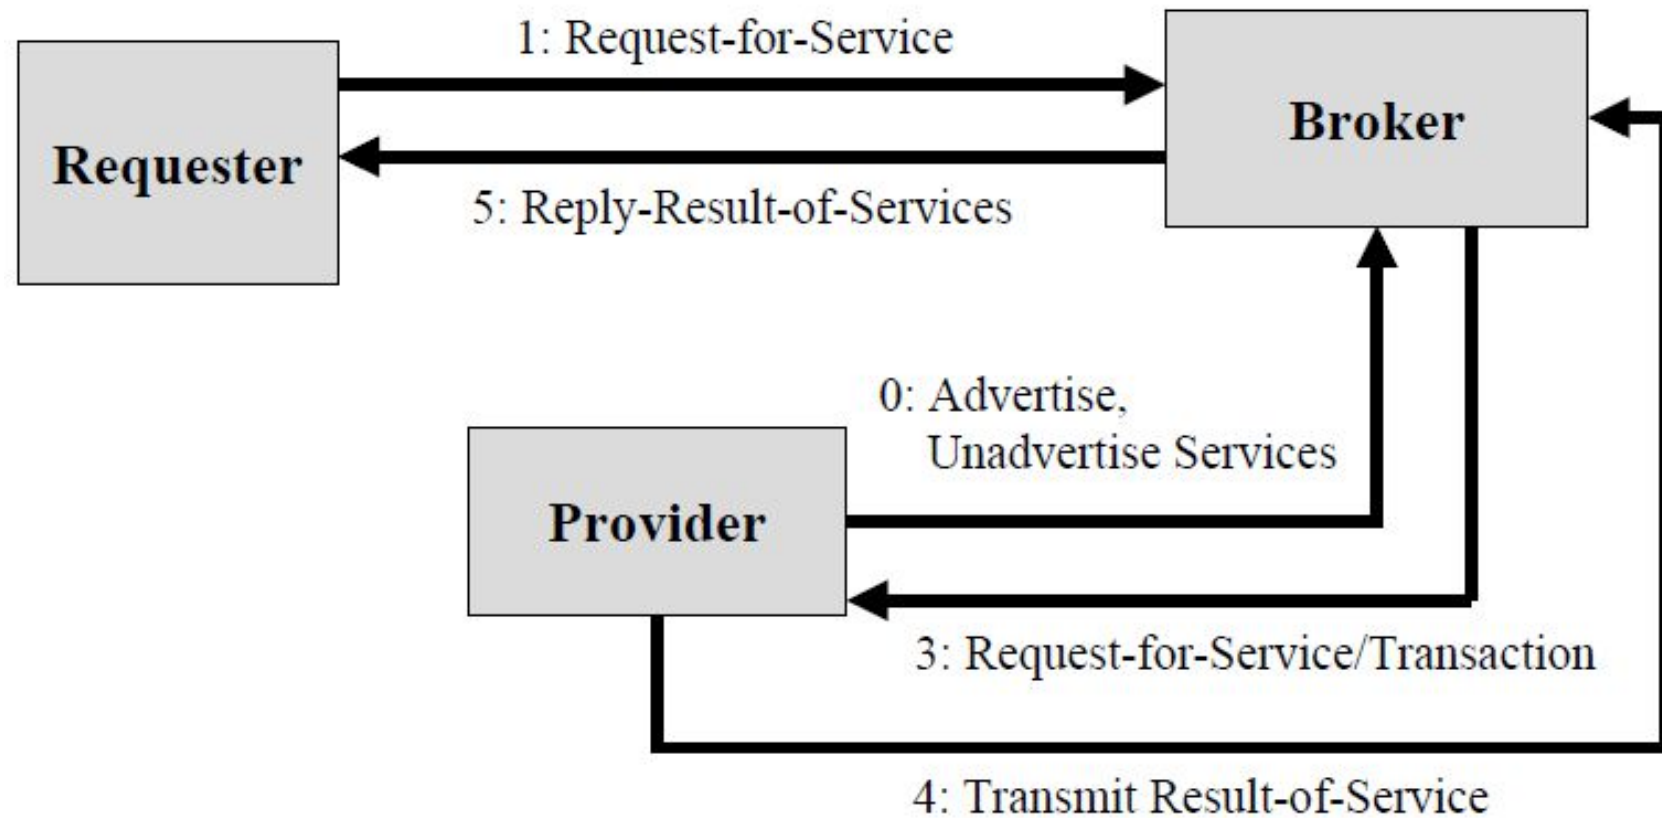 1: Request-for-Service
Requester
Broker
5: Reply-Result-of-Services
0: Advertise,
Unadvertise Services
Provider
3: Request-for-Service/Transaction
4: Transmit Result-of-Service